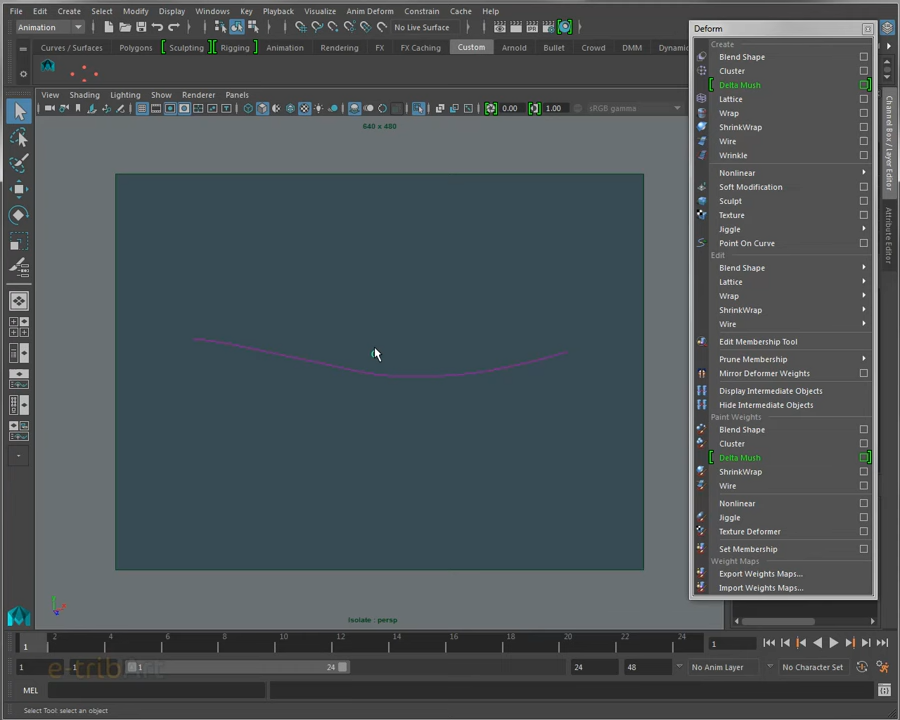 File Edit Create Select Modify Display Windows Key Playback Visualize Anim Deform Constrain Cache Help
Animation
No Live Surface
Curves / Surfaces Polygons Sculpting Rigging Animation Rendering FX FX Caching Custom Arnold Bullet Crowd DMM Dynamic
View Shading Lighting Show Renderer Panels
0.00 1.00 sRGB gamma
640 x 480
Isolate : persp
Deform
Create
Blend Shape
Cluster
Delta Mush
Lattice
Wrap
ShrinkWrap
Wire
Wrinkle
Nonlinear
Soft Modification
Sculpt
Texture
Jiggle
Point On Curve
Edit
Blend Shape
Lattice
Wrap
ShrinkWrap
Wire
Edit Membership Tool
Prune Membership
Mirror Deformer Weights
Display Intermediate Objects
Hide Intermediate Objects
Paint Weights
Blend Shape
Cluster
Delta Mush
ShrinkWrap
Wire
Nonlinear
Jiggle
Texture Deformer
Set Membership
Weight Maps
Export Weights Maps...
Import Weights Maps...
Channel Box / Layer Editor
Attribute Editor
1 2 4 6 8 10 12 14 16 18 20 22 24 1
1 1 1 24 24 48 No Anim Layer No Character Set
e-tribArt
MEL
Select Tool: select an object